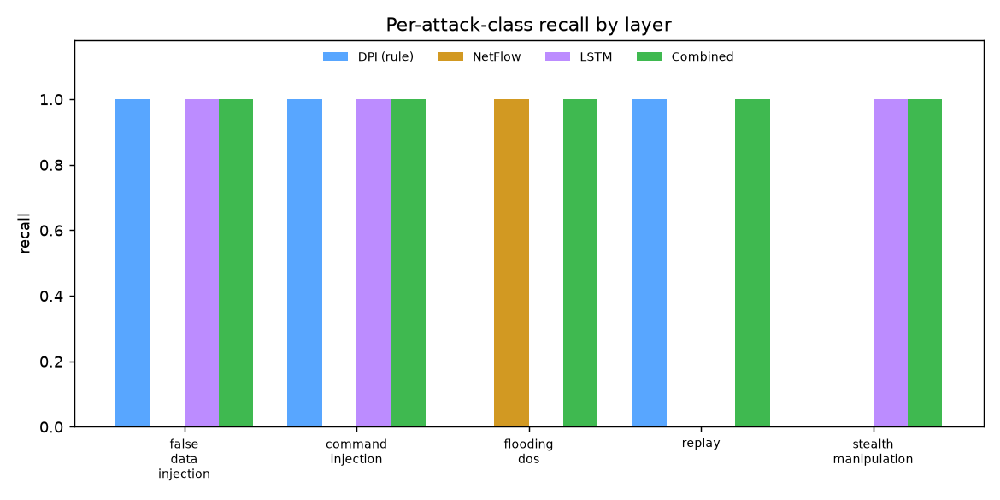 Per-attack-class recall by layer
DPI (rule) NetFlow LSTM Combined
1.0
0.8
0.6
0.4
0.2
0.0
recall
false
data
injection
command
injection
flooding
dos
replay
stealth
manipulation